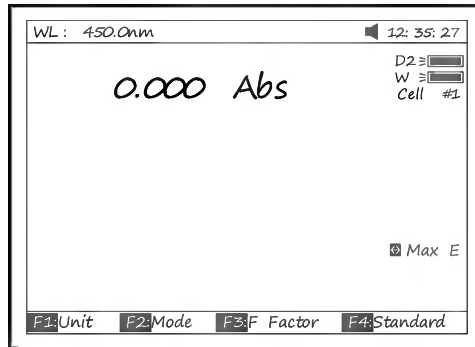 WL: 450.0nm 12:35:27
0.000 Abs
D2
W
Cell #1
Max E
F1:Unit F2:Mode F3:F Factor F4:Standard